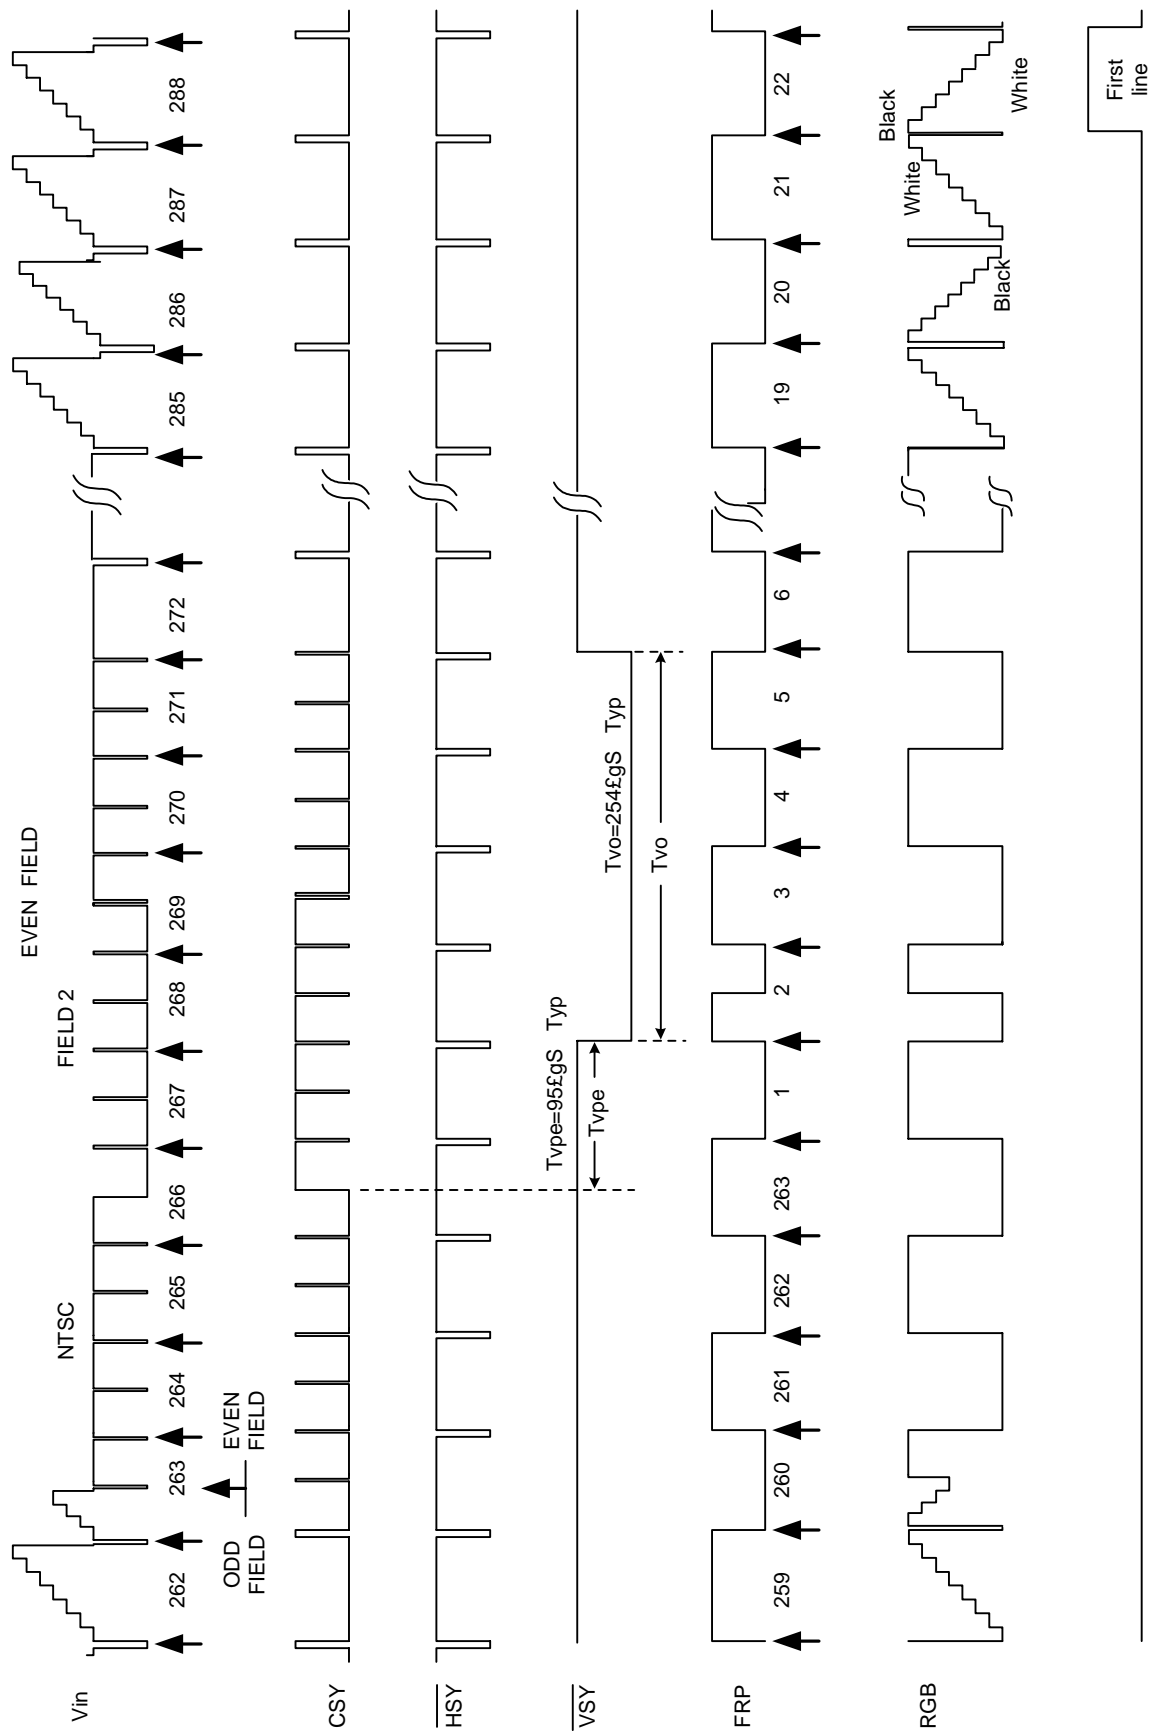 NTSC
FIELD 2
EVEN FIELD
Vin
262
263
264
265
266
267
268
269
270
271
272
285
286
287
288
ODD
FIELD
EVEN
FIELD
CSY
HSY
VSY
Tvpe=95£gS Typ
Tvpe
Tvo=254£gS Typ
Tvo
FRP
259
260
261
262
263
1
2
3
4
5
6
19
20
21
22
RGB
Black
White
Black
White
First
line